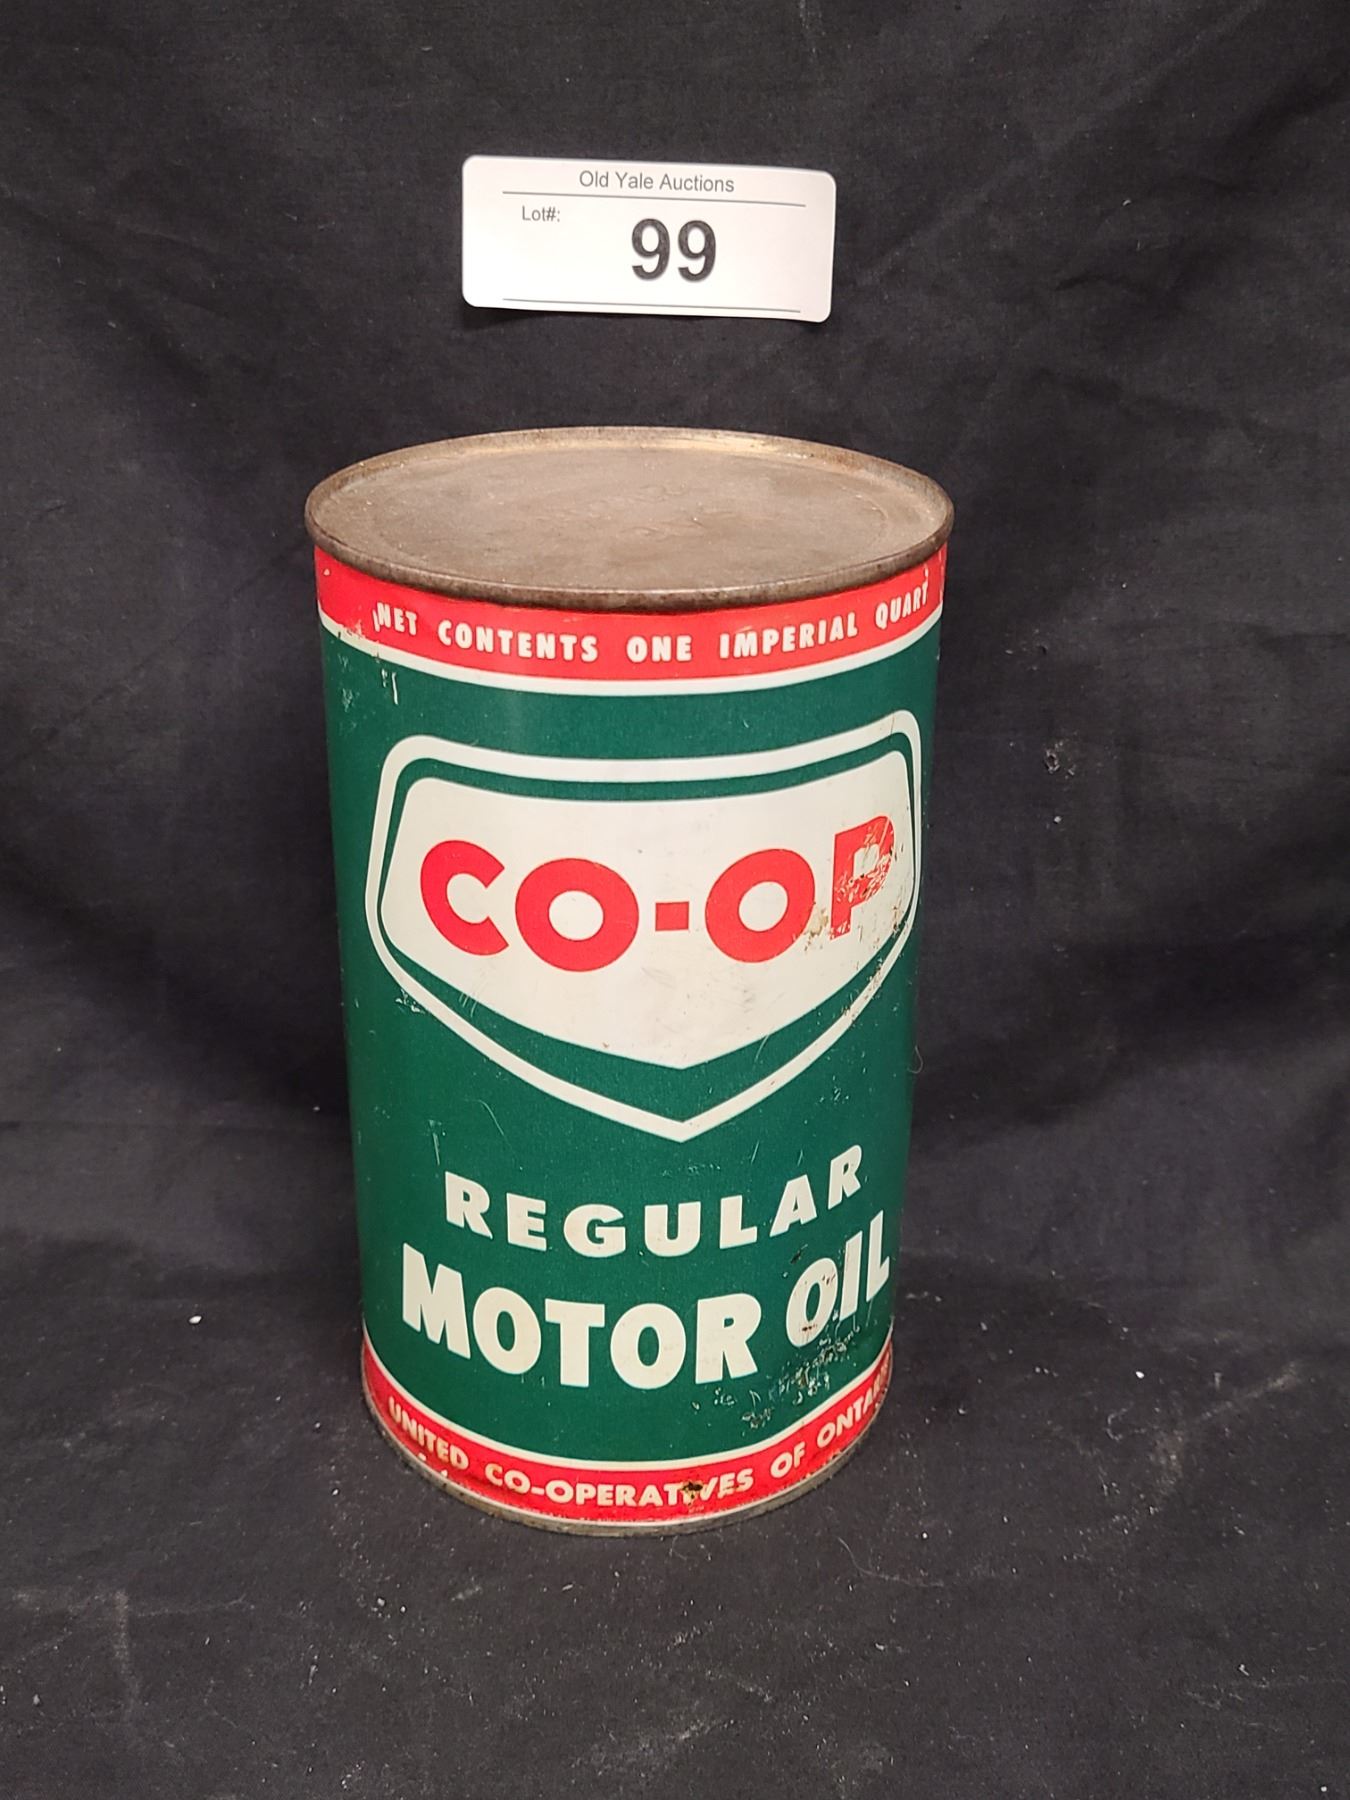 Old Yale Auctions
Lot#:
99
NET CONTENTS ONE IMPERIAL QUART
CO-OP
REGULAR
MOTOR OIL
UNITED CO-OPERATIVES OF ONTA